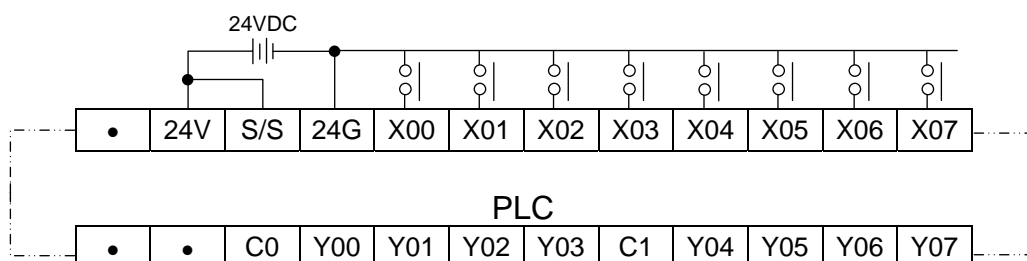 24VDC
• 24V S/S 24G X00 X01 X02 X03 X04 X05 X06 X07
PLC
• • C0 Y00 Y01 Y02 Y03 C1 Y04 Y05 Y06 Y07